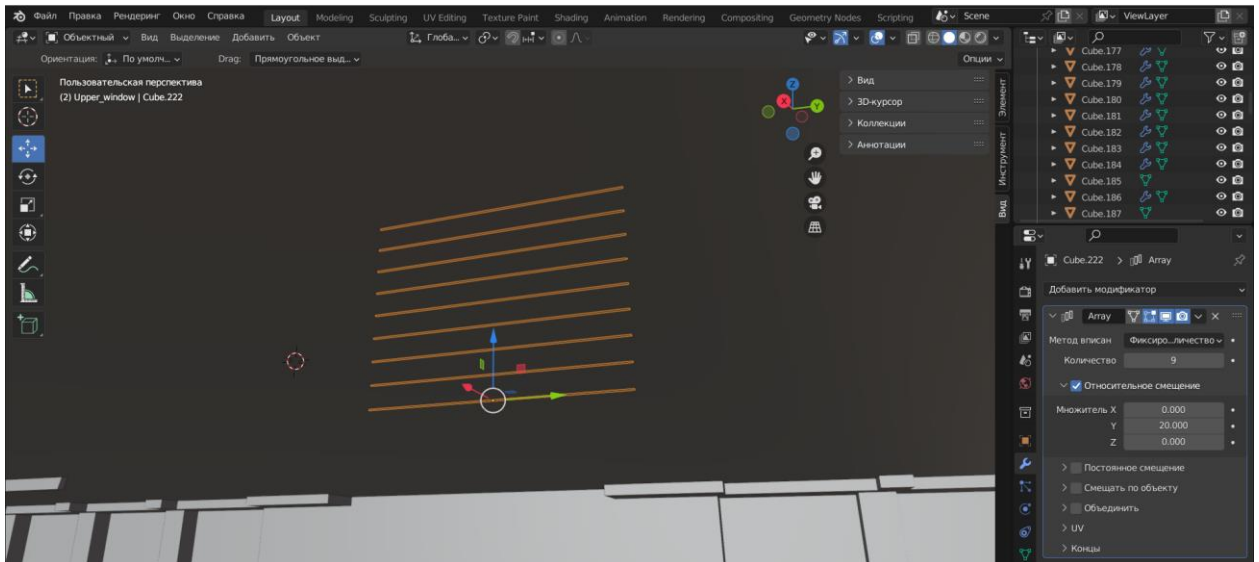 Файл Правка Рендеринг Окно Справка Layout Modeling Sculpting UV Editing Texture Paint Shading Animation Rendering Compositing Geometry Nodes Scripting Scene ViewLayer
Объектный Вид Выделение Добавить Объект Глоба...
Ориентация: По умолч... Drag: Прямоугольное выд... Опции
Пользовательская перспектива
(2) Upper_window | Cube.222
Z
X
Y
Вид
3D-курсор
Коллекции
Аннотации
Элемент
Инструмент
Вид
Cube.177
Cube.178
Cube.179
Cube.180
Cube.181
Cube.182
Cube.183
Cube.184
Cube.185
Cube.186
Cube.187
Cube.222 > Array
Добавить модификатор
Array
Метод вписан Фиксиро...личество
Количество 9
Относительное смещение
Множитель X 0.000
Y 20.000
Z 0.000
Постоянное смещение
Смещать по объекту
Объединить
UV
Концы